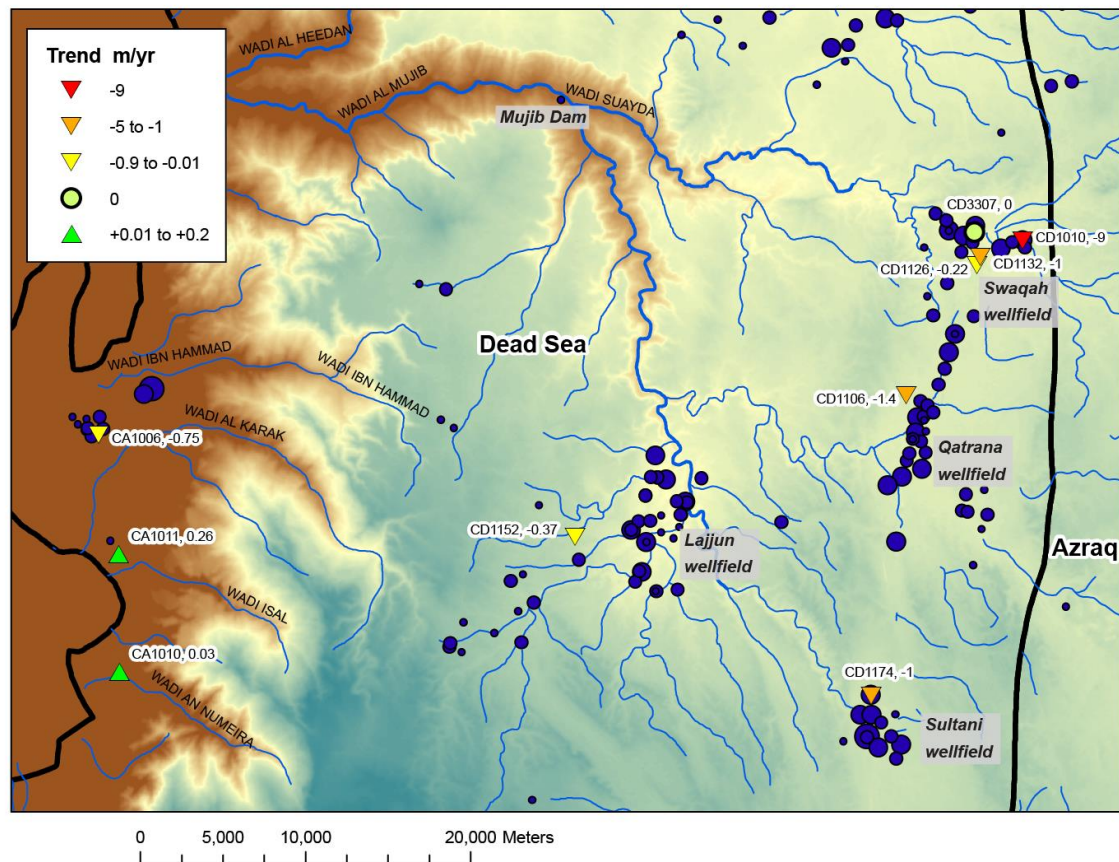 Trend m/yr
-9
-5 to -1
-0.9 to -0.01
0
+0.01 to +0.2
WADI AL HEEDAN
WADI AL MUJIB
WADI SUAYDA
Mujib Dam
CD3307, 0
CD1010, -9
CD1132, -1
CD1126, -0.22
Swaqah
wellfield
Dead Sea
WADI IBN HAMMAD
WADI IBN HAMMAD
CD1106, -1.4
WADI AL KARAK
CA1006, -0.75
Qatrana
wellfield
CD1152, -0.37
CA1011, 0.26
Lajjun
wellfield
Azraq
WADI ISAL
CA1010, 0.03
WADI AN NUMEIRA
CD1174, -1
Sultani
wellfield
0 5,000 10,000 20,000 Meters